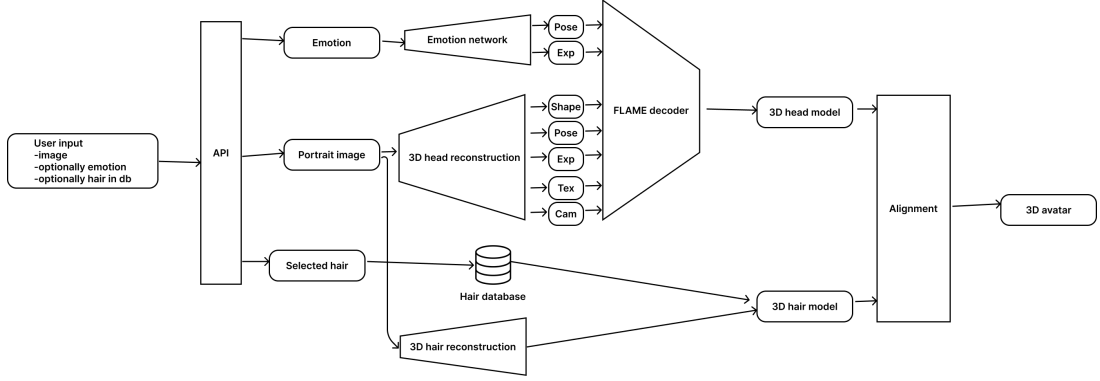 User input
-image
-optionally emotion
-optionally hair in db
API
Emotion
Emotion network
Pose
Exp
Portrait image
3D head reconstruction
Shape
Pose
Exp
Tex
Cam
FLAME decoder
Selected hair
Hair database
3D hair reconstruction
3D head model
3D hair model
Alignment
3D avatar